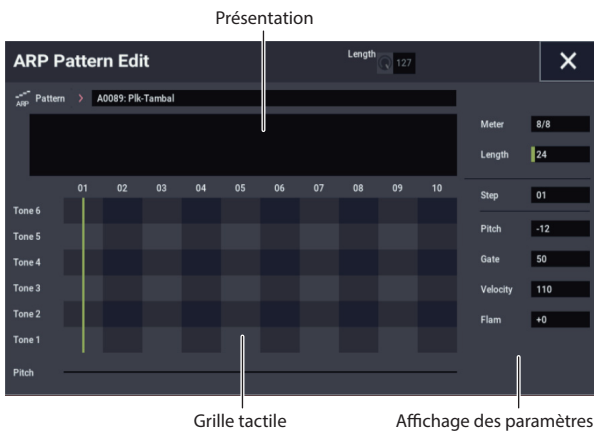 Présentation
ARP Pattern Edit
Length 127
ARP Pattern > A0089: Plk-Tambal
Meter 8/8
Length 24
01 02 03 04 05 06 07 08 09 10
Step 01
Tone 6
Tone 5
Pitch -12
Tone 4
Gate 50
Tone 3
Velocity 110
Tone 2
Flam +0
Tone 1
Pitch
Grille tactile
Affichage des paramètres